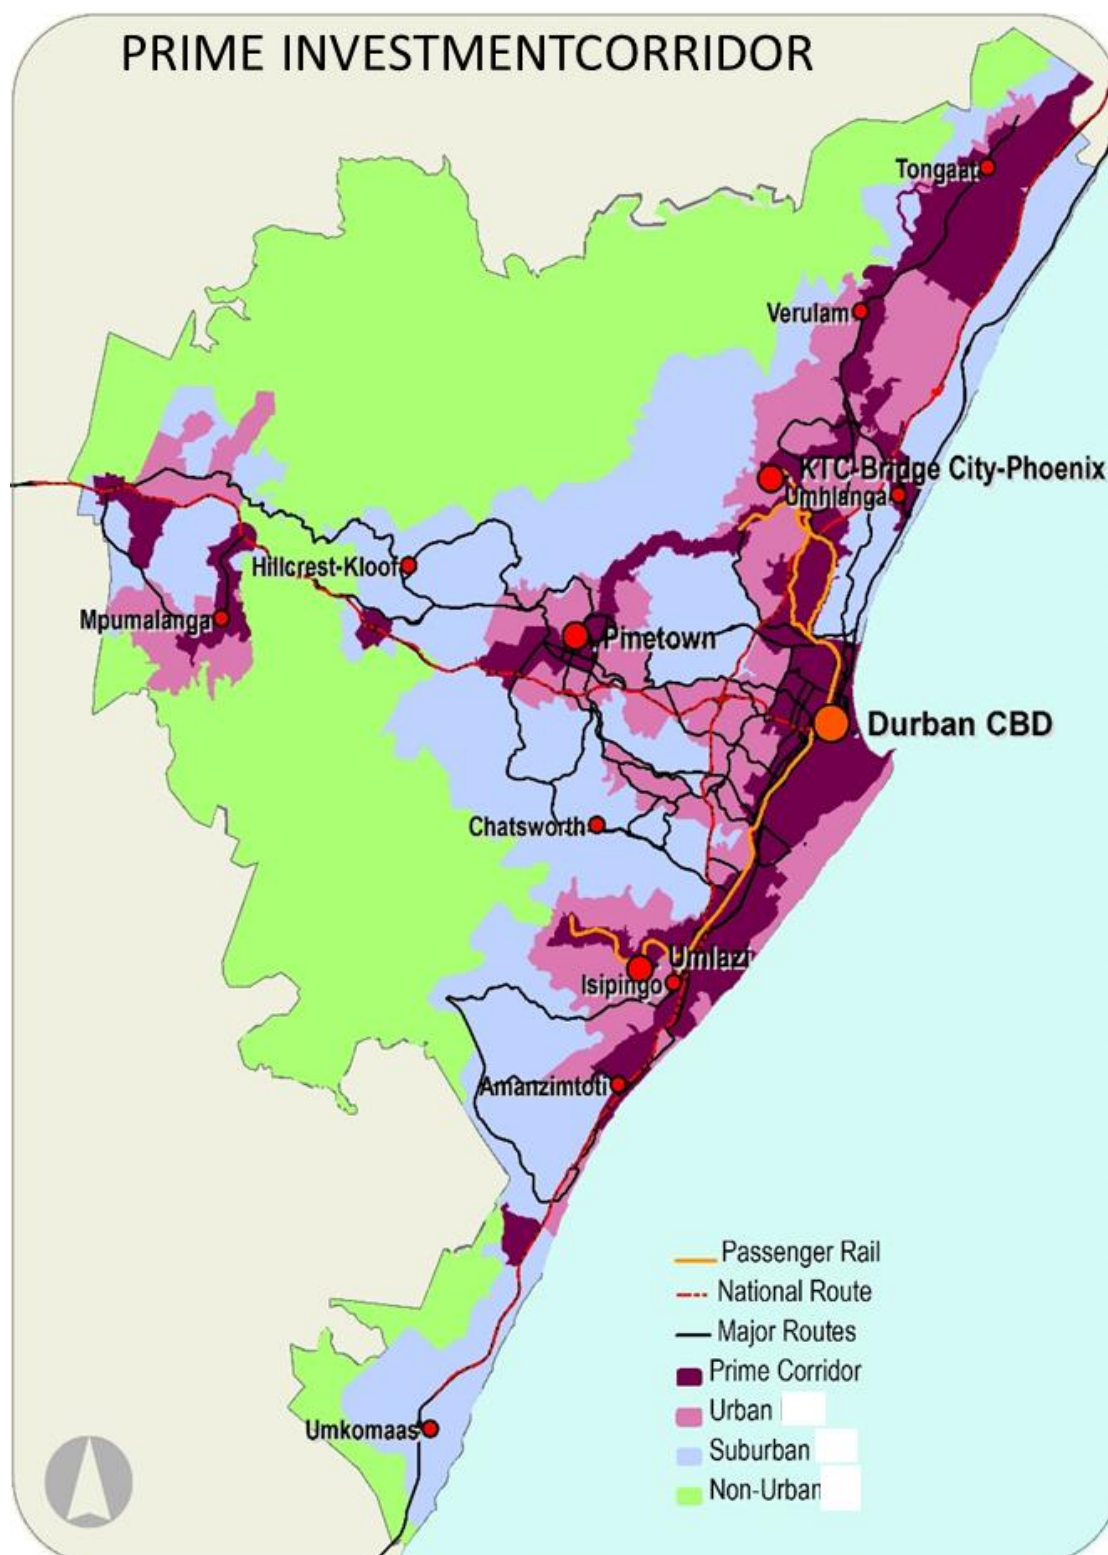 PRIME INVESTMENTCORRIDOR
Tongaat
Verulam
KTC-Bridge City-Phoenix
Umhlanga
Hillcrest-Kloof
Mpumalanga
Pinetown
Durban CBD
Chatsworth
Umlazi
Isipingo
Amanzimtoti
Umkomaas
Passenger Rail
National Route
Major Routes
Prime Corridor
Urban
Suburban
Non-Urban